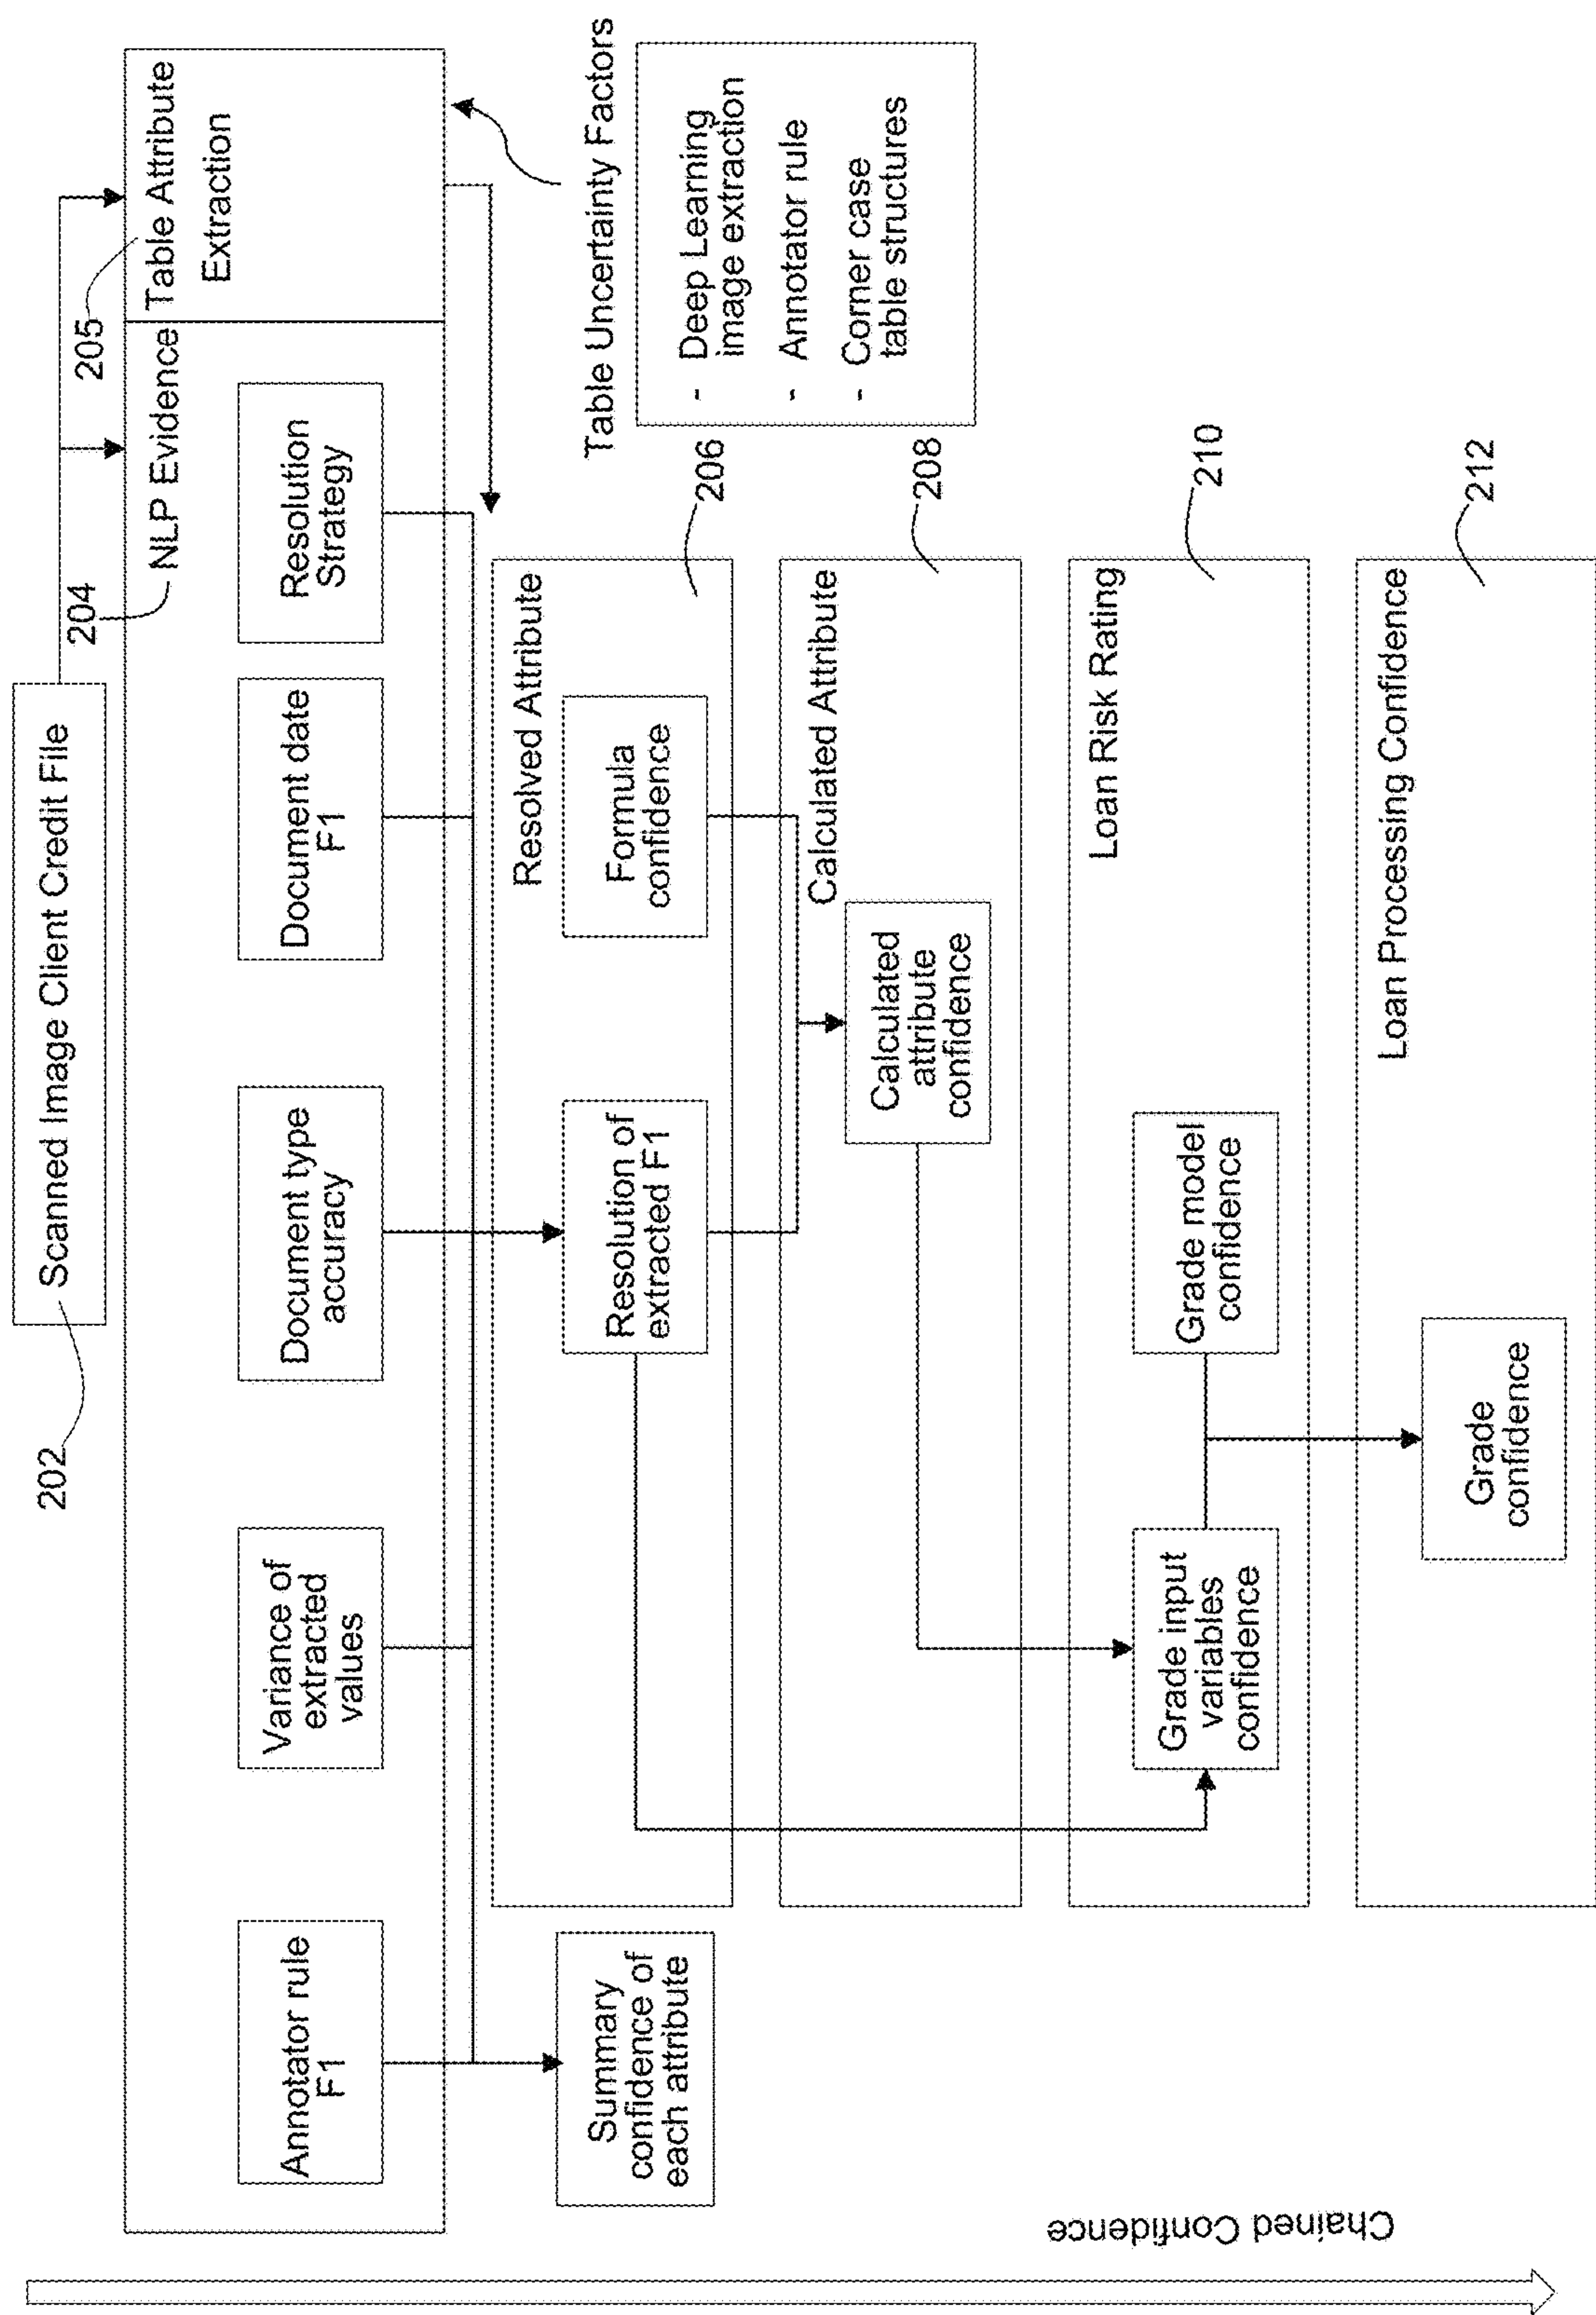 202
Scanned Image Client Credit File
204
NLP Evidence
205
Table Attribute
Extraction
Annotator rule
F1
Variance of
extracted
values
Document type
accuracy
Document date
F1
Resolution
Strategy
Table Uncertainty Factors
- Deep Learning
image extraction
- Annotator rule
- Corner case
table structures
Summary
confidence of
each attribute
Resolved Attribute
206
Resolution of
extracted F1
Formula
confidence
Calculated Attribute
208
Calculated
attribute
confidence
Loan Risk Rating
210
Grade input
variables
confidence
Grade model
confidence
Loan Processing Confidence
212
Grade
confidence
Chained Confidence